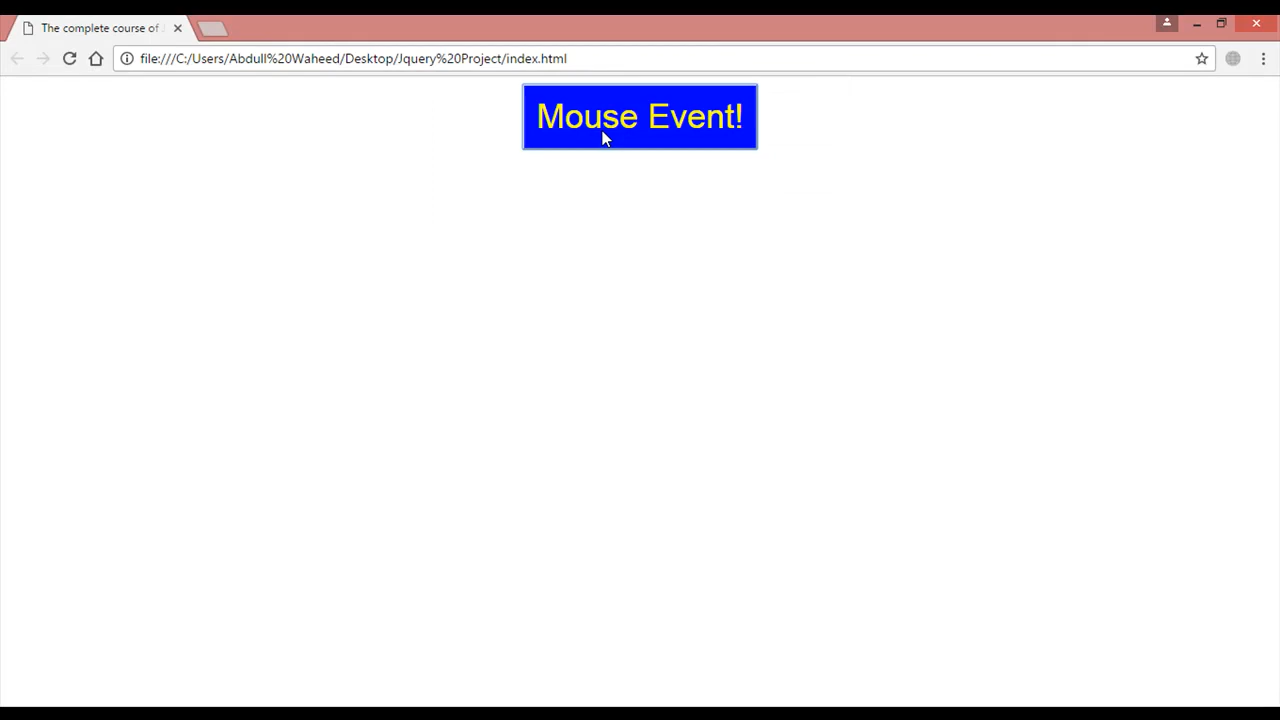 The complete course of
file:///C:/Users/Abdull%20Waheed/Desktop/Jquery%20Project/index.html
Mouse Event!